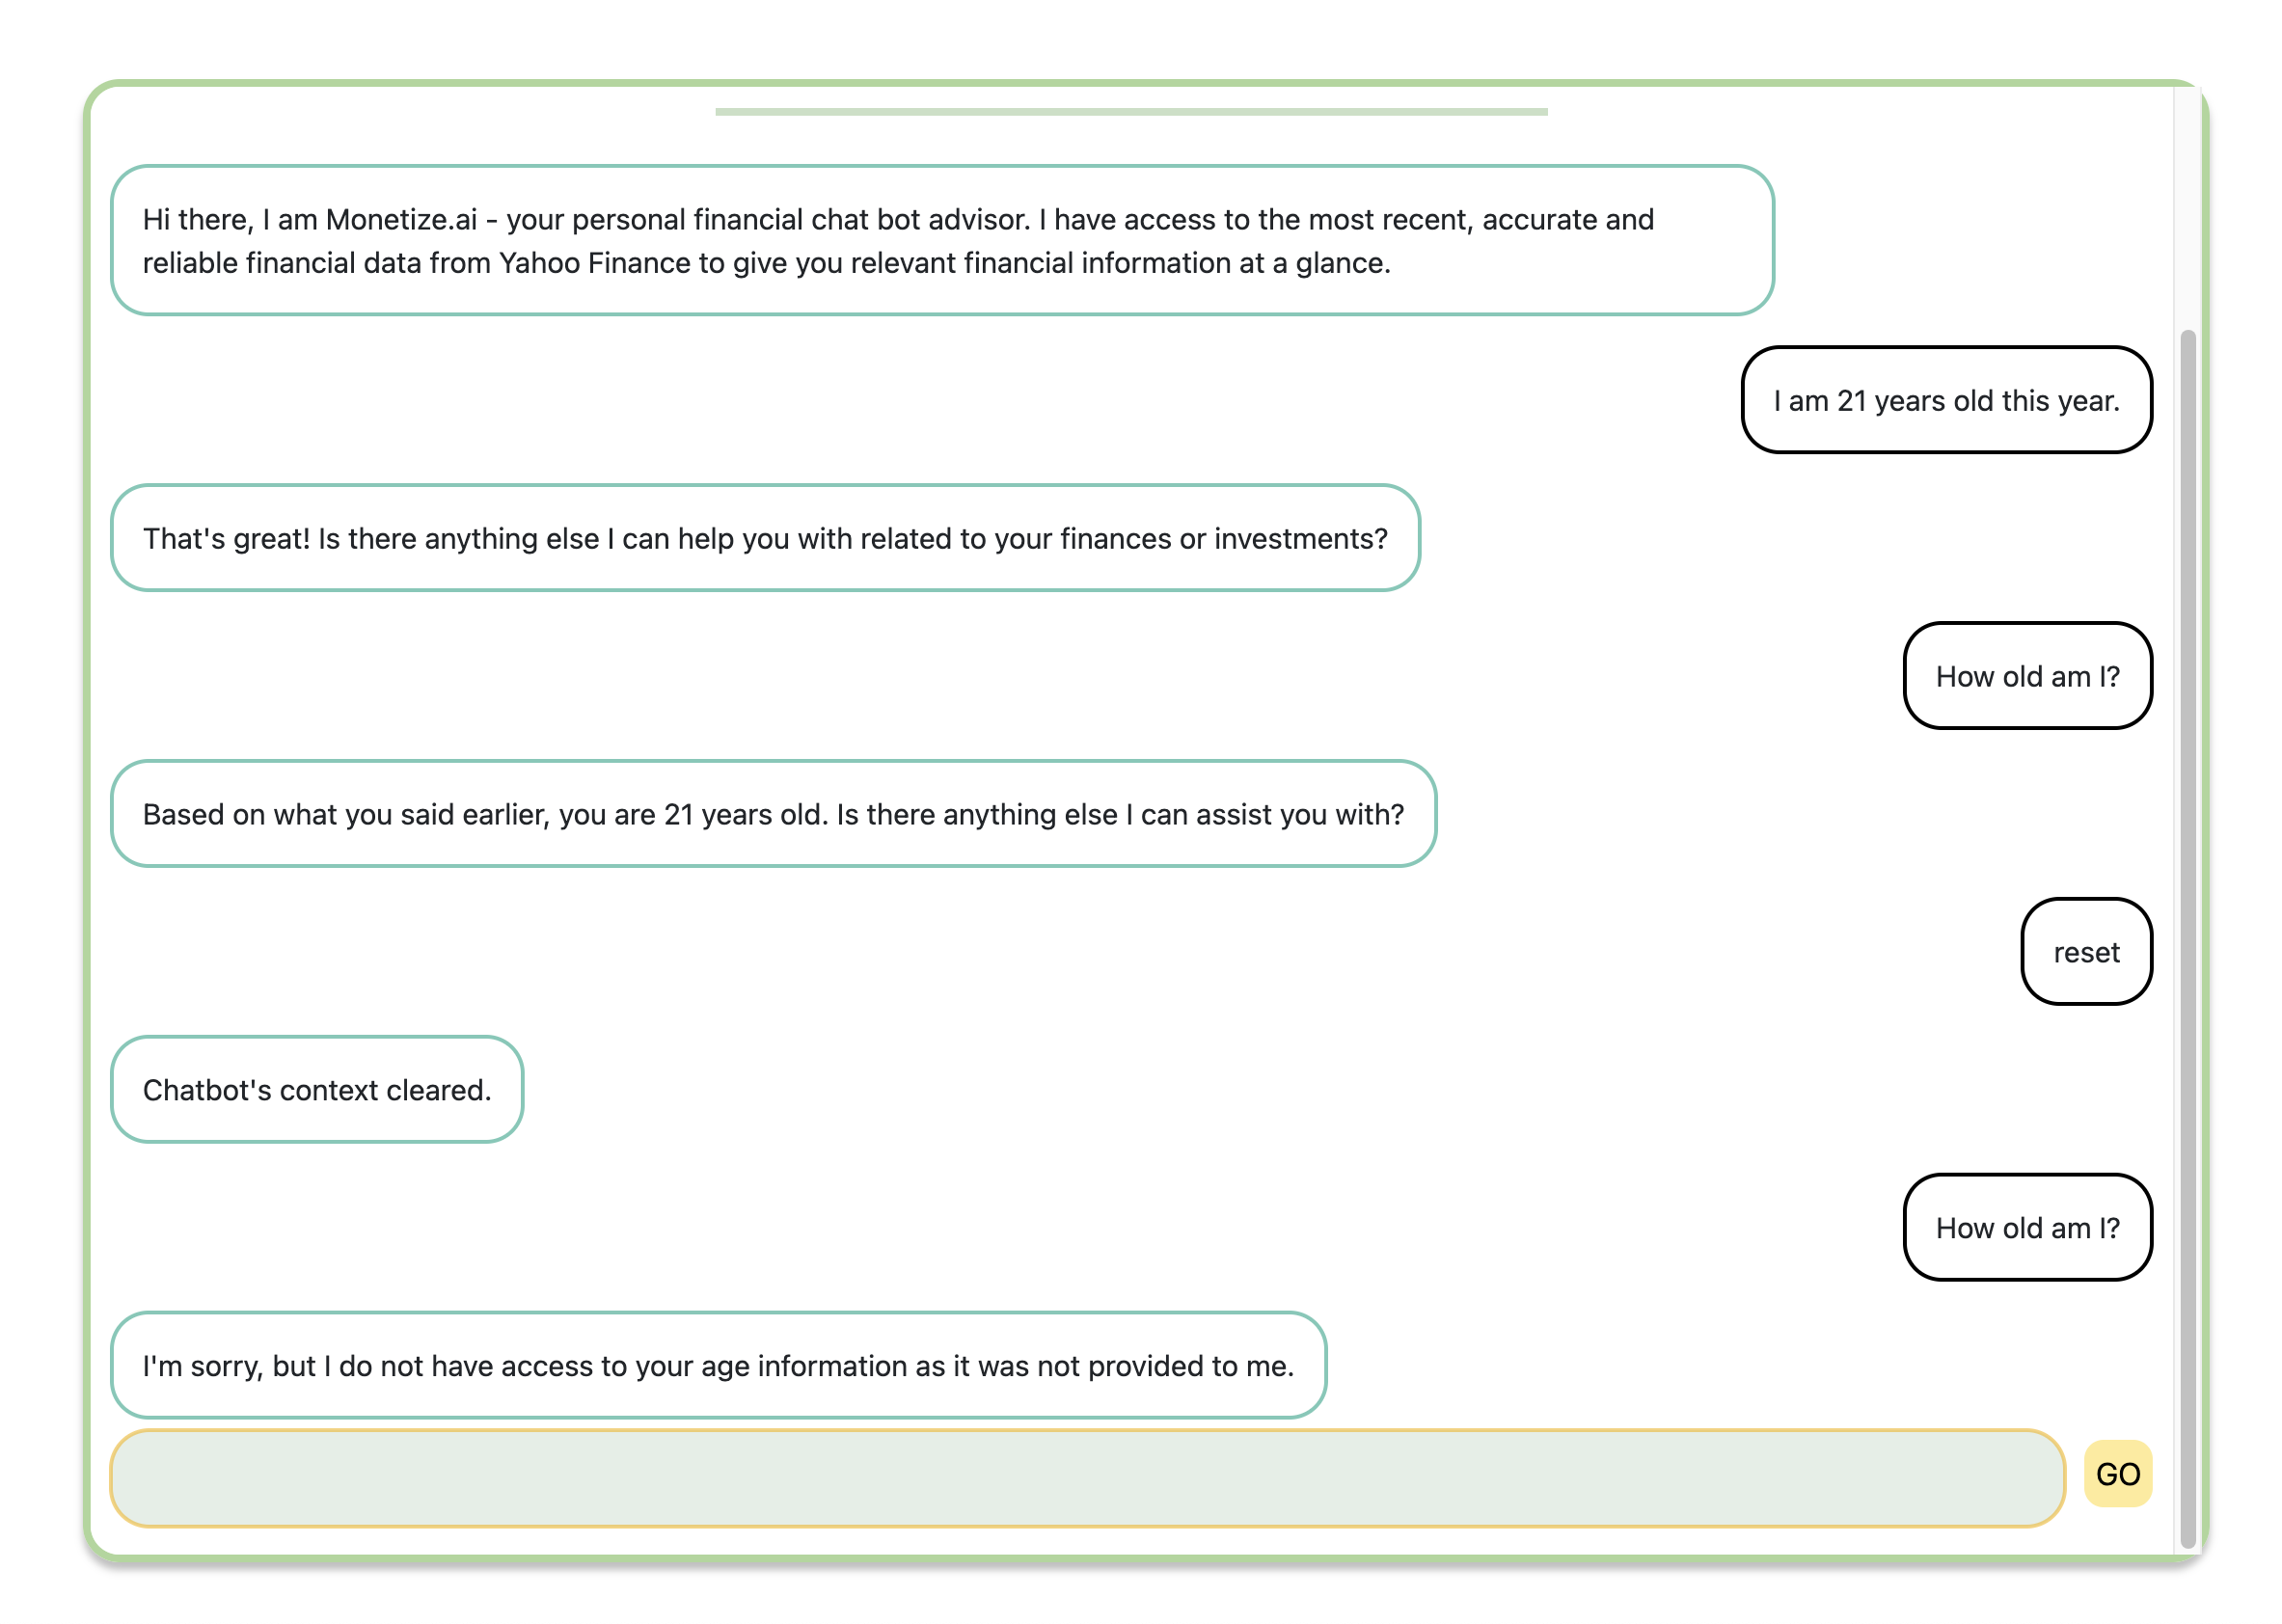 Hi there, I am Monetize.ai - your personal financial chat bot advisor. I have access to the most recent, accurate and
reliable financial data from Yahoo Finance to give you relevant financial information at a glance.
I am 21 years old this year.
That's great! Is there anything else I can help you with related to your finances or investments?
How old am I?
Based on what you said earlier, you are 21 years old. Is there anything else I can assist you with?
reset
Chatbot's context cleared.
How old am I?
I'm sorry, but I do not have access to your age information as it was not provided to me.
GO